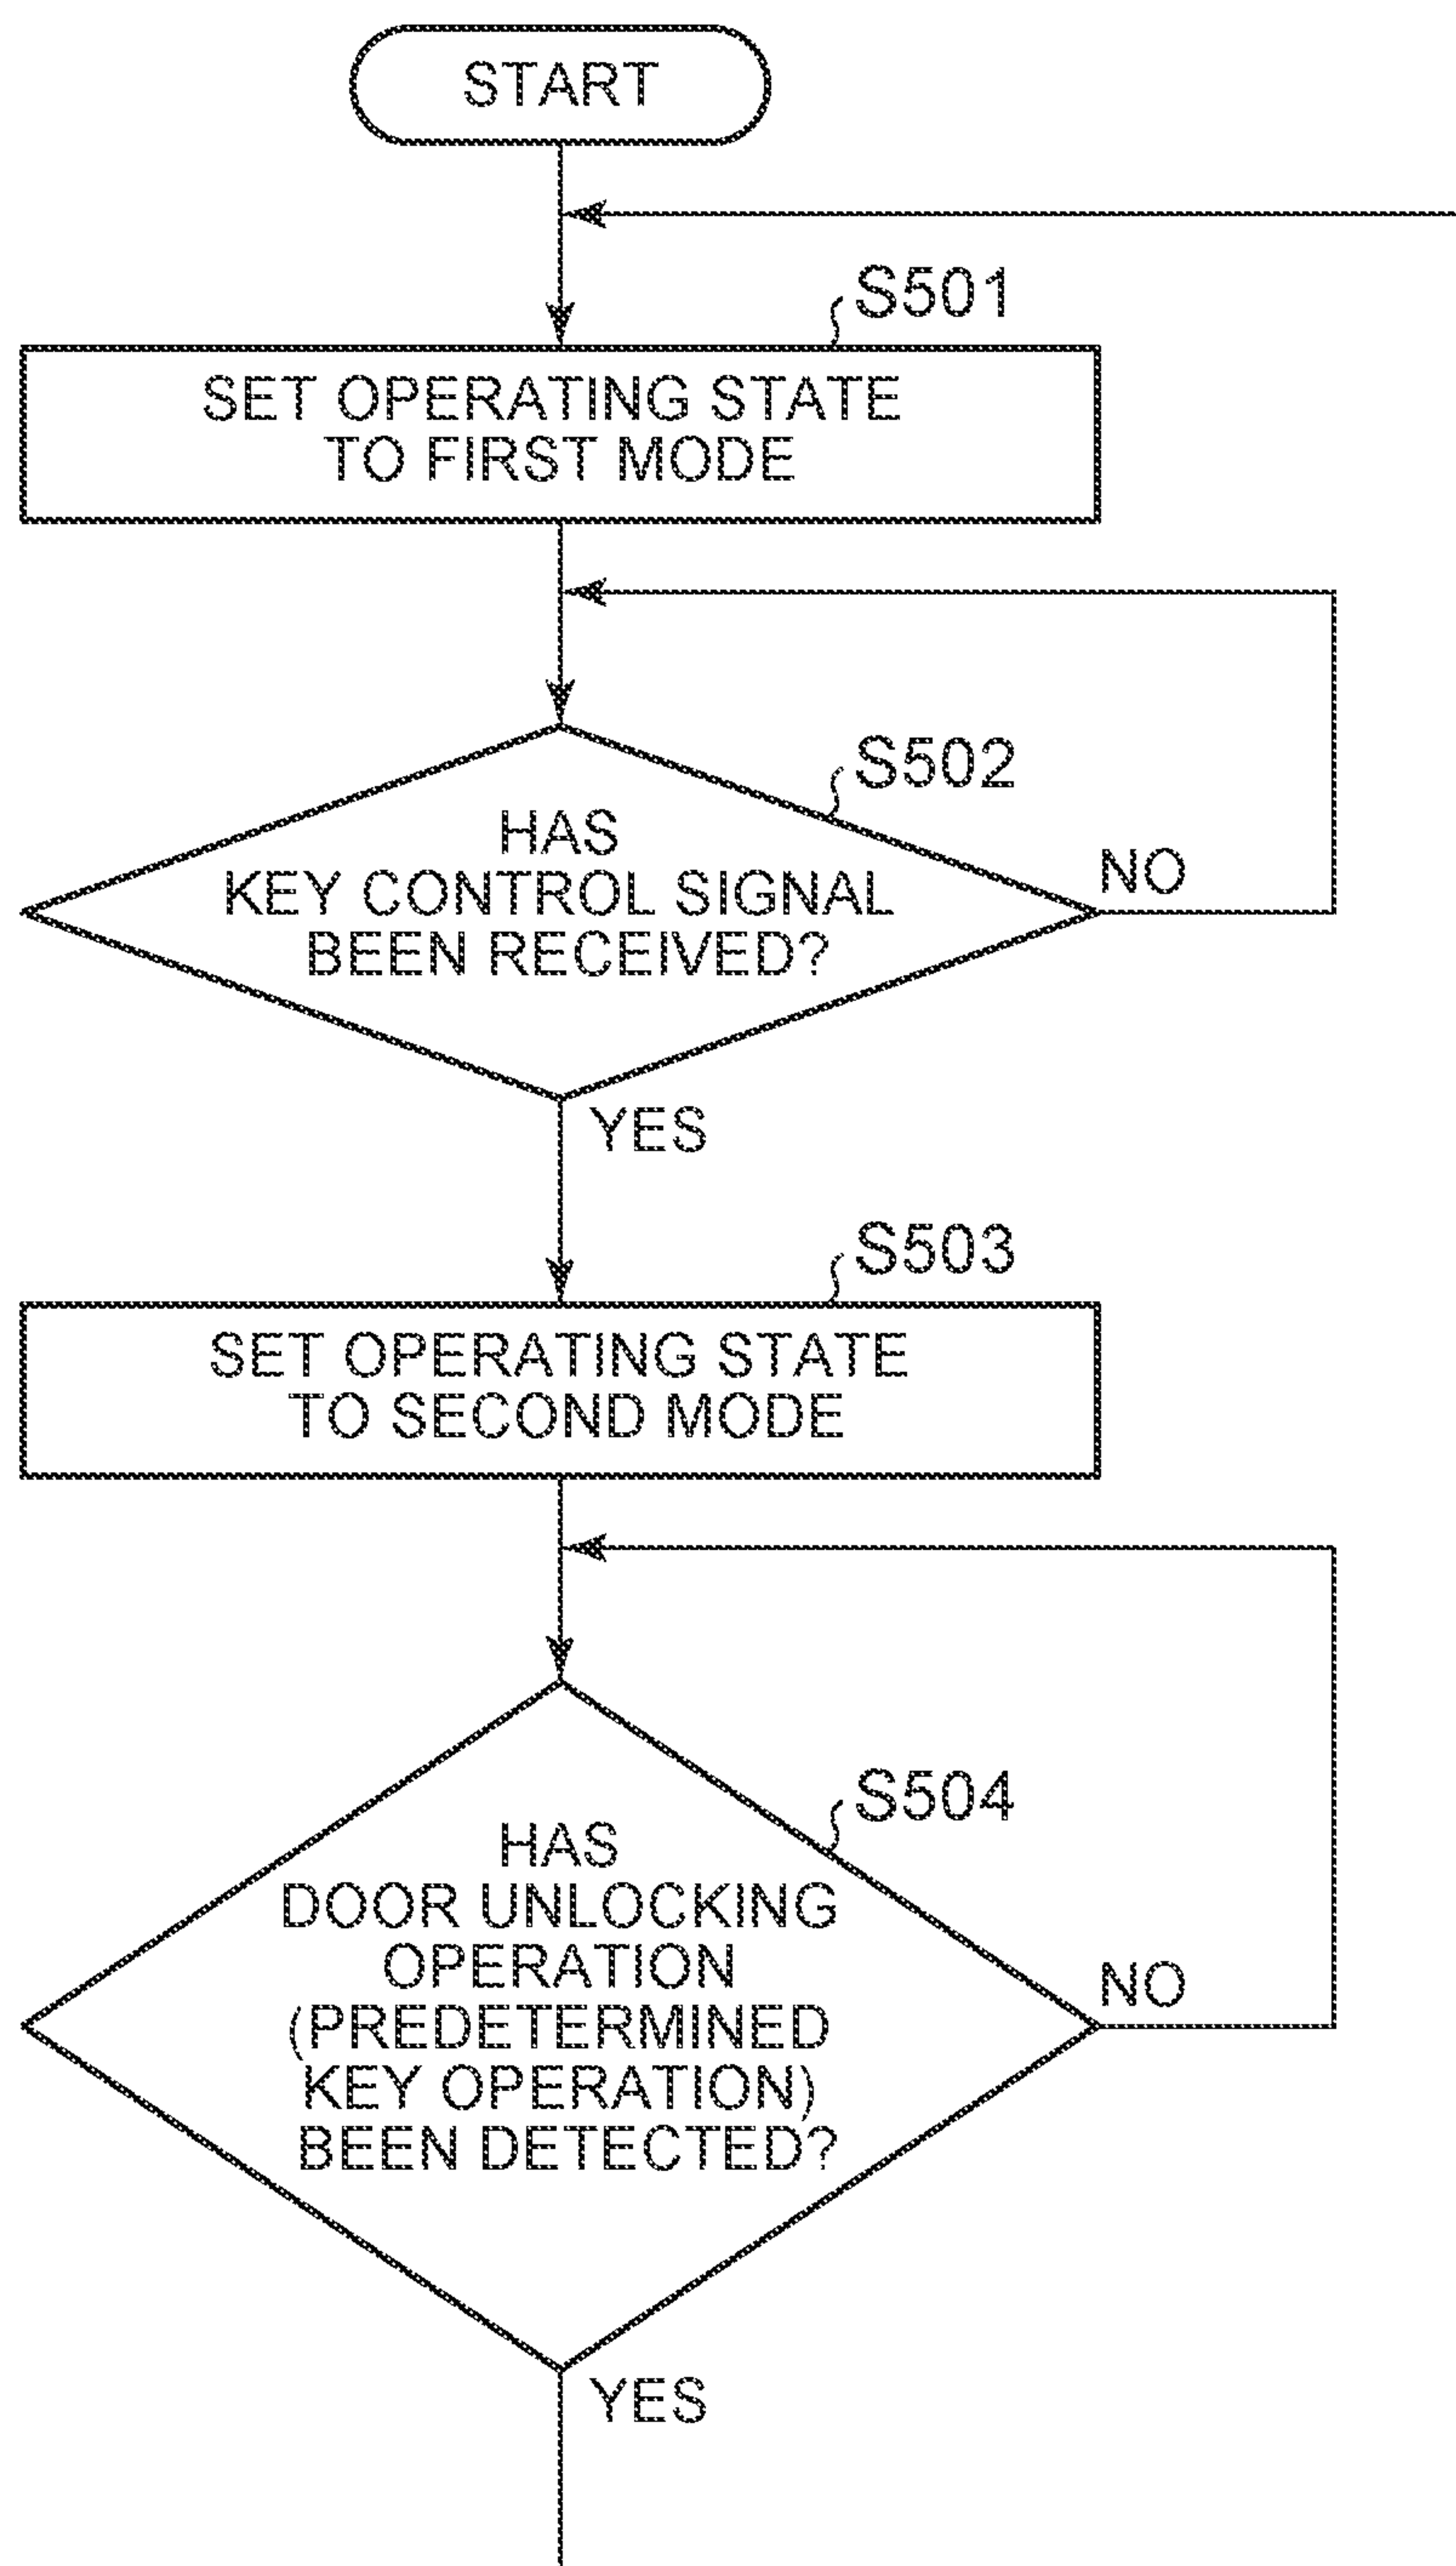 START
S501
SET OPERATING STATE
TO FIRST MODE
S502
HAS
KEY CONTROL SIGNAL
BEEN RECEIVED?
NO
YES
S503
SET OPERATING STATE
TO SECOND MODE
S504
HAS
DOOR UNLOCKING
OPERATION
(PREDETERMINED
KEY OPERATION)
BEEN DETECTED?
NO
YES